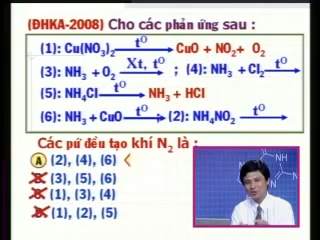 (ĐHKA-2008) Cho các phản ứng sau :
(1): Cu(NO3)2 t° CuO + NO2+ O2
(3): NH3 + O2 Xt, t° ; (4): NH3 + Cl2 t°
(5): NH4Cl t° NH3 + HCl
(6): NH3 + CuO t° (2): NH4NO2 t°
Các pứ đều tạo khí N2 là :
A (2), (4), (6)
(3), (5), (6)
(1), (3), (4)
(1), (2), (5)